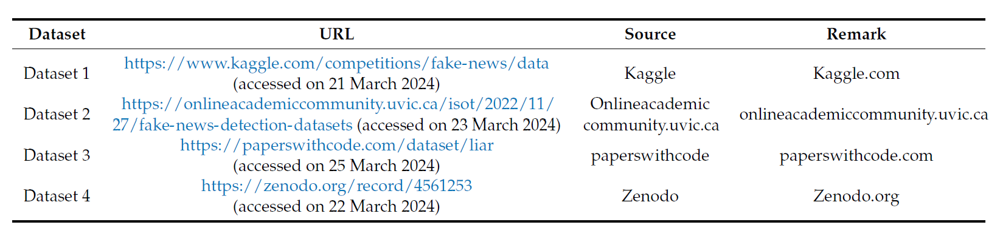 Dataset URL Source Remark
Dataset 1 https://www.kaggle.com/competitions/fake-news/data (accessed on 21 March 2024) Kaggle Kaggle.com
Dataset 2 https://onlineacademiccommunity.uvic.ca/isot/2022/11/ 27/fake-news-detection-datasets (accessed on 23 March 2024) Onlineacademic community.uvic.ca onlineacademiccommunity.uvic.ca
Dataset 3 https://paperswithcode.com/dataset/liar (accessed on 25 March 2024) paperswithcode paperswithcode.com
Dataset 4 https://zenodo.org/record/4561253 (accessed on 22 March 2024) Zenodo Zenodo.org